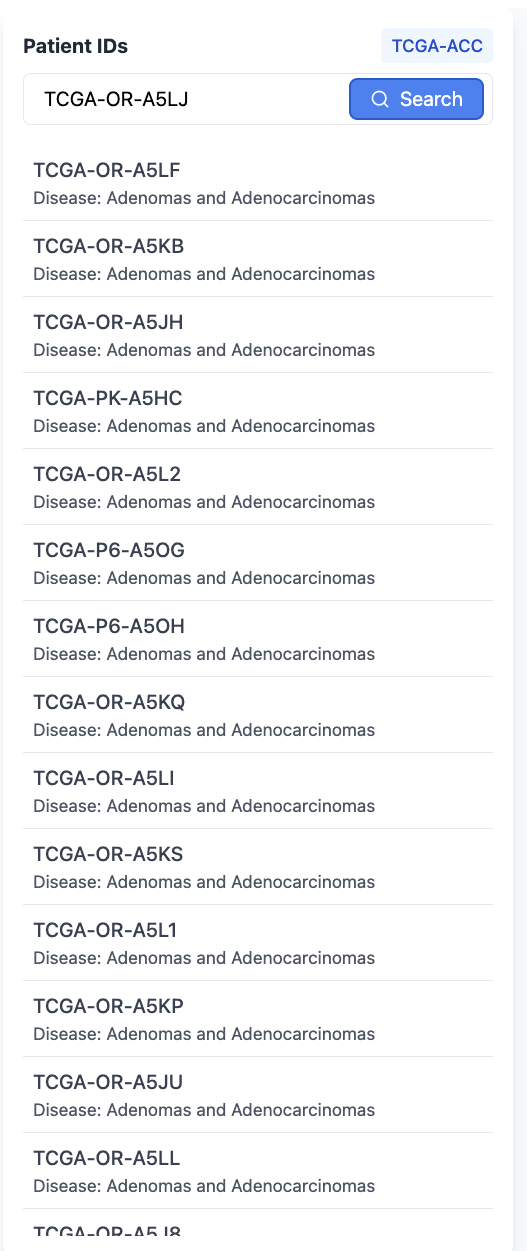 Patient IDs
TCGA-ACC
TCGA-OR-A5LJ
Search
TCGA-OR-A5LF
Disease: Adenomas and Adenocarcinomas
TCGA-OR-A5KB
Disease: Adenomas and Adenocarcinomas
TCGA-OR-A5JH
Disease: Adenomas and Adenocarcinomas
TCGA-PK-A5HC
Disease: Adenomas and Adenocarcinomas
TCGA-OR-A5L2
Disease: Adenomas and Adenocarcinomas
TCGA-P6-A5OG
Disease: Adenomas and Adenocarcinomas
TCGA-P6-A5OH
Disease: Adenomas and Adenocarcinomas
TCGA-OR-A5KQ
Disease: Adenomas and Adenocarcinomas
TCGA-OR-A5LI
Disease: Adenomas and Adenocarcinomas
TCGA-OR-A5KS
Disease: Adenomas and Adenocarcinomas
TCGA-OR-A5L1
Disease: Adenomas and Adenocarcinomas
TCGA-OR-A5KP
Disease: Adenomas and Adenocarcinomas
TCGA-OR-A5JU
Disease: Adenomas and Adenocarcinomas
TCGA-OR-A5LL
Disease: Adenomas and Adenocarcinomas
TCGA-OR-A5J8